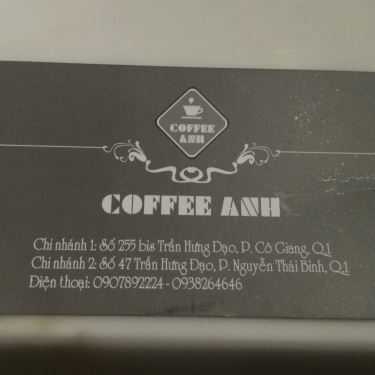 COFFEE
ANH
COFFEE ANH
Chi nhánh 1: Số 255 bis Trần Hưng Đạo, P. Cô Giang, Q.1
Chi nhánh 2: Số 47 Trần Hưng Đạo, P. Nguyễn Thái Bình, Q.1
Điện thoại: 0907892224 - 0938264646